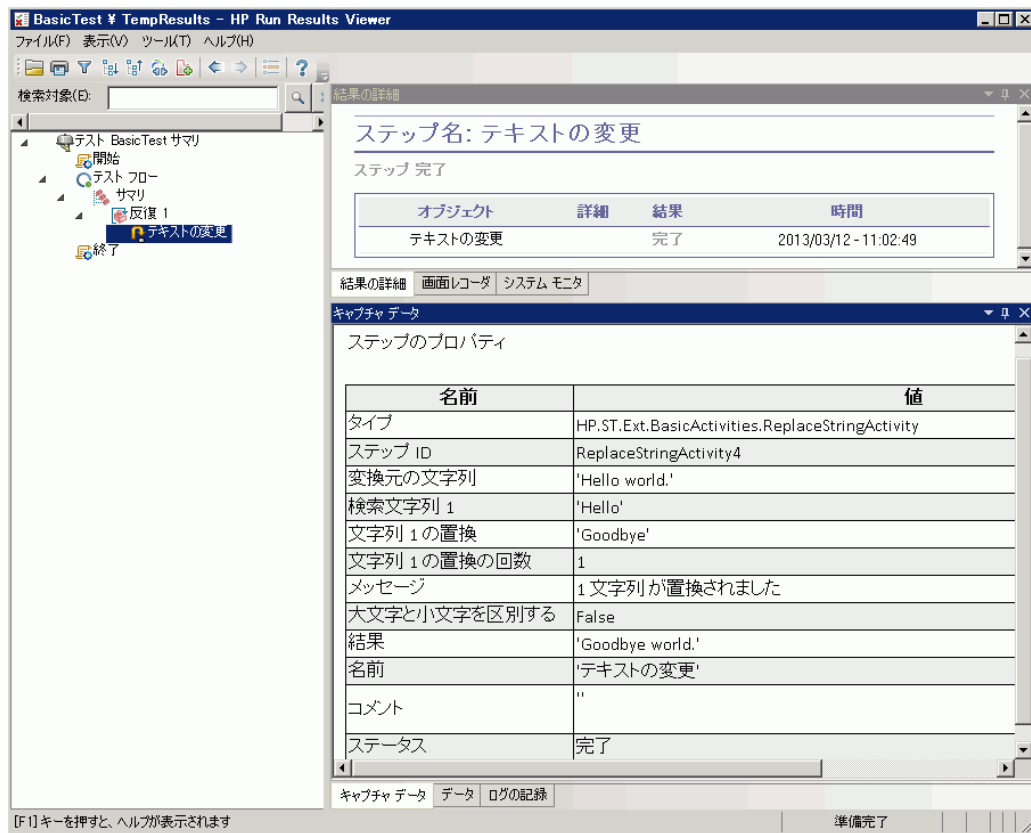 BasicTest ¥ TempResults - HP Run Results Viewer
ファイル(F) 表示(V) ツール(T) ヘルプ(H)
検索対象(E):
テスト BasicTest サマリ
開始
テスト フロー
サマリ
反復 1
テキストの変更
終了
結果の詳細
ステップ名: テキストの変更
ステップ 完了
オブジェクト 詳細 結果 時間
テキストの変更 完了 2013/03/12 - 11:02:49
結果の詳細 画面レコーダ システム モニタ
キャプチャ データ
ステップのプロパティ
名前 値
タイプ HP.ST.Ext.BasicActivities.ReplaceStringActivity
ステップ ID ReplaceStringActivity4
変換元の文字列 'Hello world.'
検索文字列 1 'Hello'
文字列 1 の置換 'Goodbye'
文字列 1 の置換の回数 1
メッセージ 1 文字列 が置換されました
大文字と小文字を区別する False
結果 'Goodbye world.'
名前 'テキストの変更'
コメント ''
ステータス 完了
キャプチャ データ データ ログの記録
[F1] キーを押すと、ヘルプが表示されます 準備完了